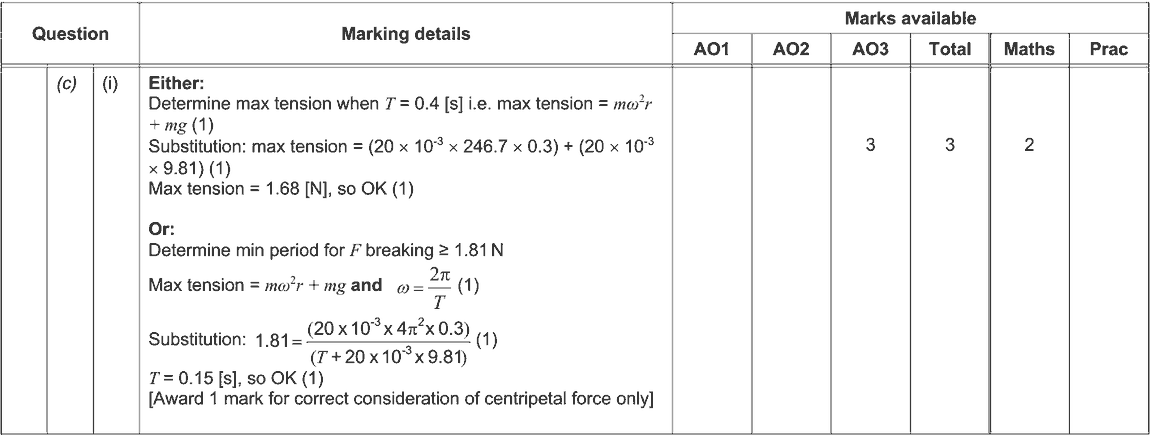 Question
Marking details
Marks available
AO1 AO2 AO3 Total Maths Prac
(c) (i) Either:
Determine max tension when T = 0.4 [s] i.e. max tension = mω²r
+ mg (1)
Substitution: max tension = (20 × 10⁻³ × 246.7 × 0.3) + (20 × 10⁻³
× 9.81) (1)
Max tension = 1.68 [N], so OK (1)
3 3 2
Or:
Determine min period for F breaking ≥ 1.81 N
Max tension = mω²r + mg and ω = 2π/T (1)
Substitution: 1.81 = (20 x 10⁻³ x 4π² x 0.3)/(T + 20 x 10⁻³ x 9.81) (1)
T = 0.15 [s], so OK (1)
[Award 1 mark for correct consideration of centripetal force only]